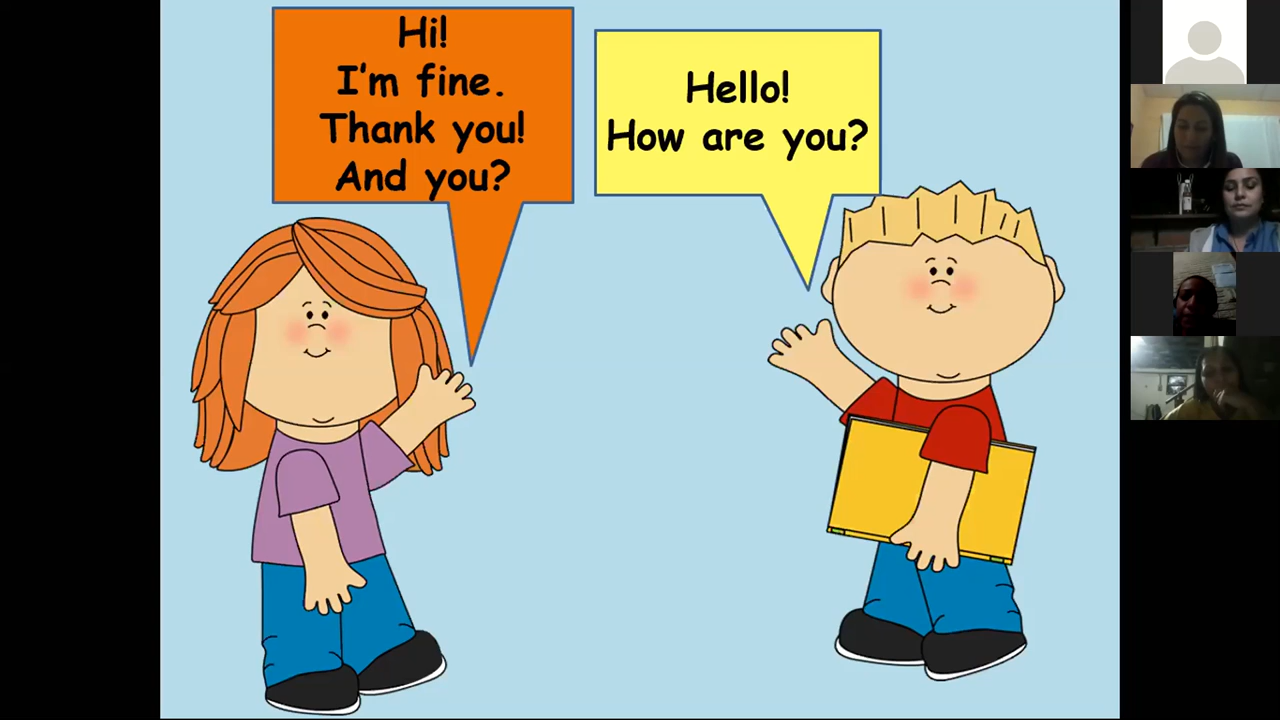 Hi!
I'm fine.
Thank you!
And you?
Hello!
How are you?